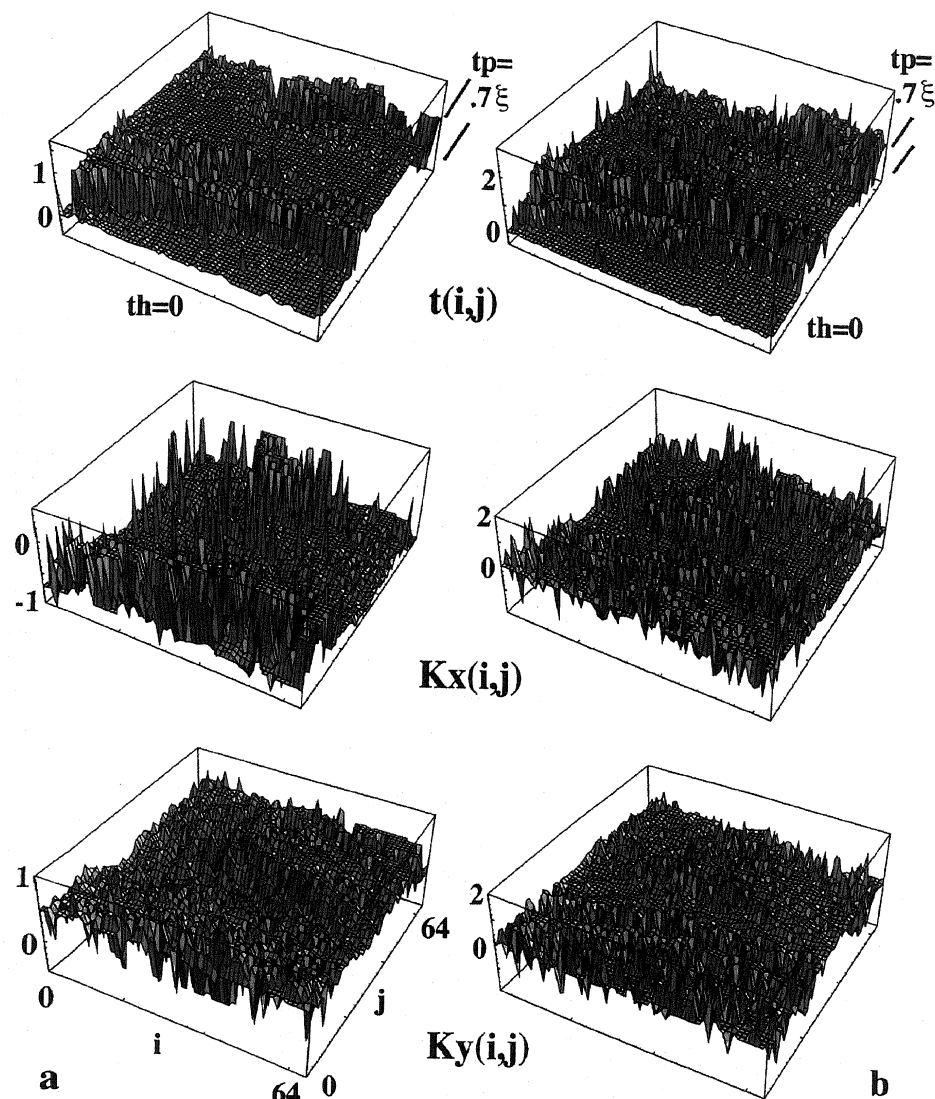 tp=
.7ξ
tp=
.7ξ
1
0
th=0
t(i,j)
2
0
th=0
0
-1
Kx(i,j)
2
0
1
0
0
i
64
0
j
64
Ky(i,j)
2
0
a
b